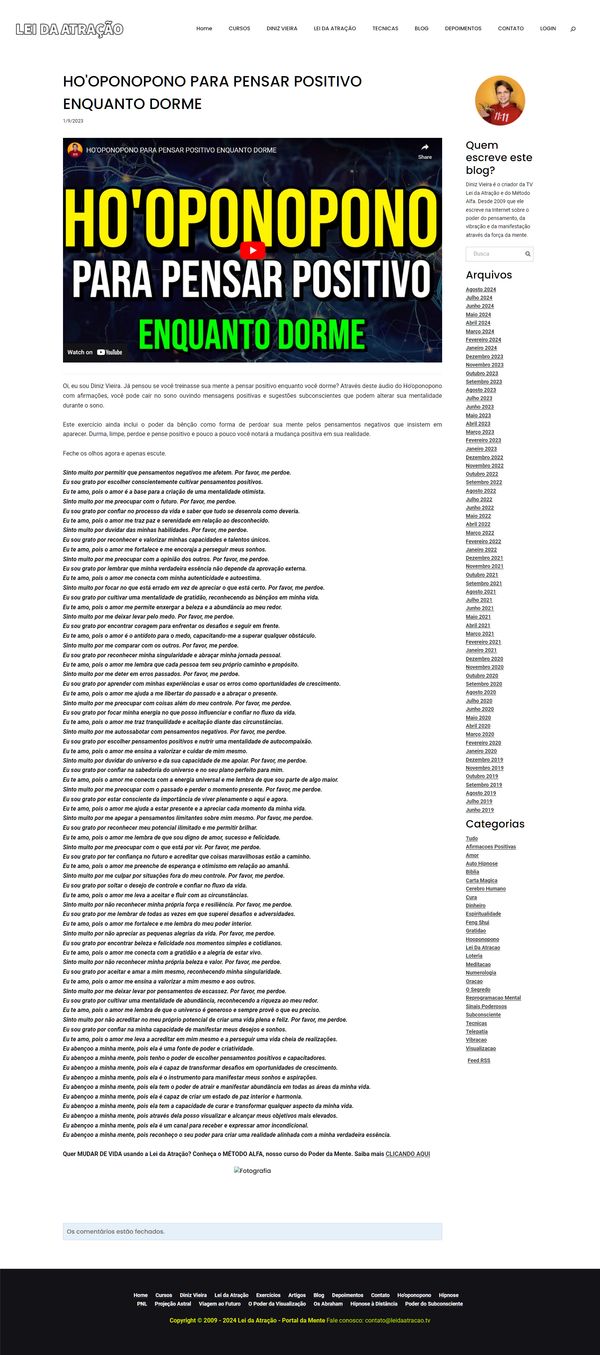 LEI DA ATRAÇÃO
Home CURSOS DINIZ VIEIRA LEI DA ATRAÇÃO TECNICAS BLOG DEPOIMENTOS CONTATO LOGIN
HO'OPONOPONO PARA PENSAR POSITIVO
ENQUANTO DORME
1/9/2023
HO'OPONOPONO PARA PENSAR POSITIVO ENQUANTO DORME
Share
HO'OPONOPONO
PARA PENSAR POSITIVO
ENQUANTO DORME
Watch on YouTube
Oi, eu sou Diniz Vieira. Já pensou se você treinasse sua mente a pensar positivo enquanto você dorme? Através deste áudio do Ho'oponopono
com afirmações, você pode cair no sono ouvindo mensagens positivas e sugestões subconscientes que podem alterar sua mentalidade
durante o sono.
Este exercício ainda inclui o poder da bênção como forma de perdoar sua mente pelos pensamentos negativos que insistem em
aparecer. Durma, limpe, perdoe e pense positivo e pouco a pouco você notará a mudança positiva em sua realidade.
Feche os olhos agora e apenas escute.
Sinto muito por permitir que pensamentos negativos me afetem. Por favor, me perdoe.
Eu sou grato por escolher conscientemente cultivar pensamentos positivos.
Eu te amo, pois o amor é a base para a criação de uma mentalidade otimista.
Sinto muito por me preocupar com o futuro. Por favor, me perdoe.
Eu sou grato por confiar no processo da vida e saber que tudo se desenrola como deveria.
Eu te amo, pois o amor me traz paz e serenidade em relação ao desconhecido.
Sinto muito por duvidar das minhas habilidades. Por favor, me perdoe.
Eu sou grato por reconhecer e valorizar minhas capacidades e talentos únicos.
Eu te amo, pois o amor me fortalece e me encoraja a perseguir meus sonhos.
Sinto muito por me preocupar com a opinião dos outros. Por favor, me perdoe.
Eu sou grato por lembrar que minha verdadeira essência não depende da aprovação externa.
Eu te amo, pois o amor me conecta com minha autenticidade e autoestima.
Sinto muito por focar no que está errado em vez de apreciar o que está certo. Por favor, me perdoe.
Eu sou grato por cultivar uma mentalidade de gratidão, reconhecendo as bênçãos em minha vida.
Eu te amo, pois o amor me permite enxergar a beleza e a abundância ao meu redor.
Sinto muito por me deixar levar pelo medo. Por favor, me perdoe.
Eu sou grato por encontrar coragem para enfrentar os desafios e seguir em frente.
Eu te amo, pois o amor é o antídoto para o medo, capacitando-me a superar qualquer obstáculo.
Sinto muito por me comparar com os outros. Por favor, me perdoe.
Eu sou grato por reconhecer minha singularidade e abraçar minha jornada pessoal.
Eu te amo, pois o amor me lembra que cada pessoa tem seu próprio caminho e propósito.
Sinto muito por me deter em erros passados. Por favor, me perdoe.
Eu sou grato por aprender com minhas experiências e usar os erros como oportunidades de crescimento.
Eu te amo, pois o amor me ajuda a me libertar do passado e a abraçar o presente.
Sinto muito por me preocupar com coisas além do meu controle. Por favor, me perdoe.
Eu sou grato por focar minha energia no que posso influenciar e confiar no fluxo da vida.
Eu te amo, pois o amor me traz tranquilidade e aceitação diante das circunstâncias.
Sinto muito por me autossabotar com pensamentos negativos. Por favor, me perdoe.
Eu sou grato por escolher pensamentos positivos e nutrir uma mentalidade de autocompaixão.
Eu te amo, pois o amor me ensina a valorizar e cuidar de mim mesmo.
Sinto muito por duvidar do universo e da sua capacidade de me apoiar. Por favor, me perdoe.
Eu sou grato por confiar na sabedoria do universo e no seu plano perfeito para mim.
Eu te amo, pois o amor me conecta com a energia universal e me lembra de que sou parte de algo maior.
Sinto muito por me preocupar com o passado e perder o momento presente. Por favor, me perdoe.
Eu sou grato por estar consciente da importância de viver plenamente o aqui e agora.
Eu te amo, pois o amor me ajuda a estar presente e a apreciar cada momento da minha vida.
Sinto muito por me apegar a pensamentos limitantes sobre mim mesmo. Por favor, me perdoe.
Eu sou grato por reconhecer meu potencial ilimitado e me permitir brilhar.
Eu te amo, pois o amor me lembra de que sou digno de amor, sucesso e felicidade.
Sinto muito por me preocupar com o que está por vir. Por favor, me perdoe.
Eu sou grato por ter confiança no futuro e acreditar que coisas maravilhosas estão a caminho.
Eu te amo, pois o amor me preenche de esperança e otimismo em relação ao amanhã.
Sinto muito por me culpar por situações fora do meu controle. Por favor, me perdoe.
Eu sou grato por soltar o desejo de controle e confiar no fluxo da vida.
Eu te amo, pois o amor me leva a aceitar e fluir com as circunstâncias.
Sinto muito por não reconhecer minha própria força e resiliência. Por favor, me perdoe.
Eu sou grato por me lembrar de todas as vezes em que superei desafios e adversidades.
Eu te amo, pois o amor me fortalece e me lembra do meu poder interior.
Sinto muito por não apreciar as pequenas alegrias da vida. Por favor, me perdoe.
Eu sou grato por encontrar beleza e felicidade nos momentos simples e cotidianos.
Eu te amo, pois o amor me conecta com a gratidão e a alegria de estar vivo.
Sinto muito por não reconhecer minha própria beleza e valor. Por favor, me perdoe.
Eu sou grato por aceitar e amar a mim mesmo, reconhecendo minha singularidade.
Eu te amo, pois o amor me ensina a valorizar a mim mesmo e aos outros.
Sinto muito por me deixar levar por pensamentos de escassez. Por favor, me perdoe.
Eu sou grato por cultivar uma mentalidade de abundância, reconhecendo a riqueza ao meu redor.
Eu te amo, pois o amor me lembra de que o universo é generoso e sempre provê o que eu preciso.
Sinto muito por não acreditar no meu próprio potencial de criar uma vida plena e feliz. Por favor, me perdoe.
Eu sou grato por confiar na minha capacidade de manifestar meus desejos e sonhos.
Eu te amo, pois o amor me leva a acreditar em mim mesmo e a perseguir uma vida cheia de realizações.
Eu abençoo a minha mente, pois ela é uma fonte de poder e criatividade.
Eu abençoo a minha mente, pois tenho o poder de escolher pensamentos positivos e capacitadores.
Eu abençoo a minha mente, pois ela é capaz de transformar desafios em oportunidades de crescimento.
Eu abençoo a minha mente, pois ela é o instrumento para manifestar meus sonhos e aspirações.
Eu abençoo a minha mente, pois ela tem o poder de atrair e manifestar abundância em todas as áreas da minha vida.
Eu abençoo a minha mente, pois ela é capaz de criar um estado de paz interior e harmonia.
Eu abençoo a minha mente, pois ela tem a capacidade de curar e transformar qualquer aspecto da minha vida.
Eu abençoo a minha mente, pois através dela posso visualizar e alcançar meus objetivos mais elevados.
Eu abençoo a minha mente, pois ela é um canal para receber e expressar amor incondicional.
Eu abençoo a minha mente, pois reconheço o seu poder para criar uma realidade alinhada com a minha verdadeira essência.
Quer MUDAR DE VIDA usando a Lei da Atração? Conheça o MÉTODO ALFA, nosso curso do Poder da Mente. Saiba mais CLICANDO AQUI
Fotografia
Os comentários estão fechados.
11:11
Quem
escreve este
blog?
Diniz Vieira é o criador da TV
Lei da Atração e do Método
Alfa. Desde 2009 que ele
escreve na Internet sobre o
poder do pensamento, da
vibração e da manifestação
através da força da mente.
Busca
Arquivos
Agosto 2024
Julho 2024
Junho 2024
Maio 2024
Abril 2024
Março 2024
Fevereiro 2024
Janeiro 2024
Dezembro 2023
Novembro 2023
Outubro 2023
Setembro 2023
Agosto 2023
Julho 2023
Junho 2023
Maio 2023
Abril 2023
Março 2023
Fevereiro 2023
Janeiro 2023
Dezembro 2022
Novembro 2022
Outubro 2022
Setembro 2022
Agosto 2022
Julho 2022
Junho 2022
Maio 2022
Abril 2022
Março 2022
Fevereiro 2022
Janeiro 2022
Dezembro 2021
Novembro 2021
Outubro 2021
Setembro 2021
Agosto 2021
Julho 2021
Junho 2021
Maio 2021
Abril 2021
Março 2021
Fevereiro 2021
Janeiro 2021
Dezembro 2020
Novembro 2020
Outubro 2020
Setembro 2020
Agosto 2020
Julho 2020
Junho 2020
Maio 2020
Abril 2020
Março 2020
Fevereiro 2020
Janeiro 2020
Dezembro 2019
Novembro 2019
Outubro 2019
Setembro 2019
Agosto 2019
Julho 2019
Junho 2019
Categorias
Tudo
Afirmacoes Positivas
Amor
Auto Hipnose
Biblia
Carta Magica
Cerebro Humano
Cura
Dinheiro
Espiritualidade
Feng Shui
Gratidao
Hooponopono
Lei Da Atracao
Loteria
Meditacao
Numerologia
Oracao
O Segredo
Reprogramacao Mental
Sinais Poderosos
Subconsciente
Tecnicas
Telepatia
Vibracao
Visualizacao
Feed RSS
Home Cursos Diniz Vieira Lei da Atração Exercícios Artigos Blog Depoimentos Contato Ho'oponopono Hipnose
PNL Projeção Astral Viagem ao Futuro O Poder da Visualização Os Abraham Hipnose à Distância Poder do Subconsciente
Copyright © 2009 - 2024 Lei da Atração - Portal da Mente Fale conosco: contato@leidaatracao.tv